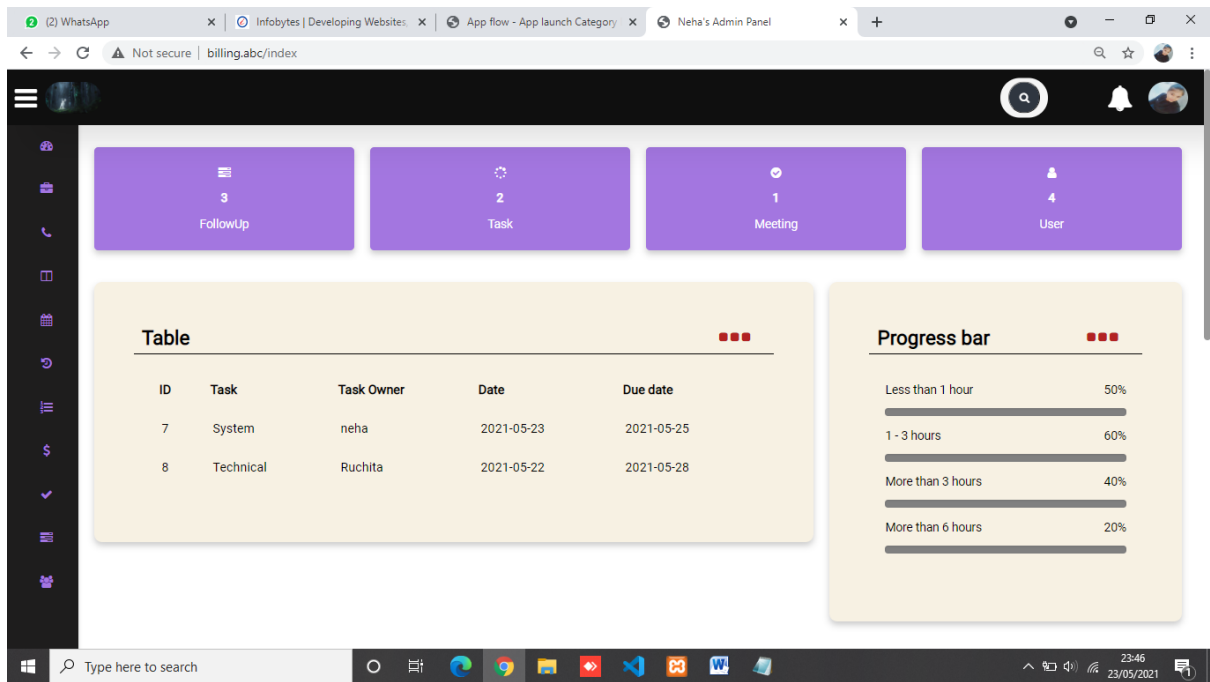 2 (2) WhatsApp
Infobytes | Developing Websites,
App flow - App launch Category
Neha's Admin Panel
Not secure | billing.abc/index
3
FollowUp
2
Task
1
Meeting
4
User
Table
ID Task Task Owner Date Due date
7 System neha 2021-05-23 2021-05-25
8 Technical Ruchita 2021-05-22 2021-05-28
Progress bar
Less than 1 hour 50%
1 - 3 hours 60%
More than 3 hours 40%
More than 6 hours 20%
Type here to search
23:46
23/05/2021
1